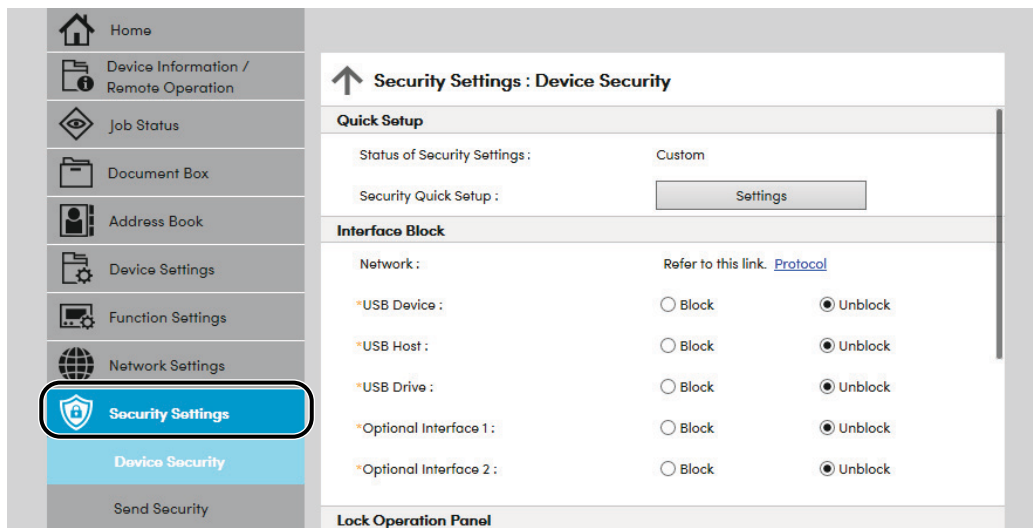 Home
Device Information /
Remote Operation
Job Status
Document Box
Address Book
Device Settings
Function Settings
Network Settings
Security Settings
Device Security
Send Security
Security Settings : Device Security
Quick Setup
Status of Security Settings : Custom
Security Quick Setup : Settings
Interface Block
Network : Refer to this link. Protocol
*USB Device : Block Unblock
*USB Host : Block Unblock
*USB Drive : Block Unblock
*Optional Interface 1 : Block Unblock
*Optional Interface 2 : Block Unblock
Lock Operation Panel